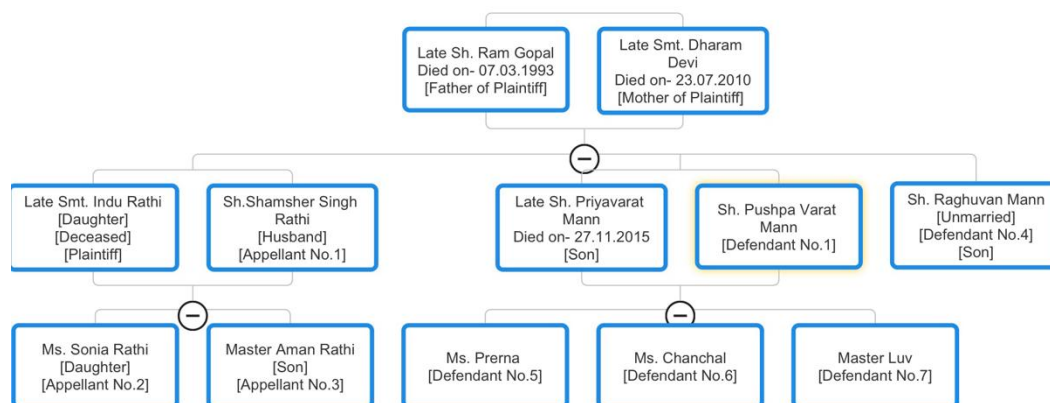 Late Sh. Ram Gopal
Died on- 07.03.1993
[Father of Plaintiff]
Late Smt. Dharam
Devi
Died on- 23.07.2010
[Mother of Plaintiff]
Late Smt. Indu Rathi
[Daughter]
[Deceased]
[Plaintiff]
Sh.Shamsher Singh
Rathi
[Husband]
[Appellant No.1]
Late Sh. Priyavarat
Mann
Died on- 27.11.2015
[Son]
Sh. Pushpa Varat
Mann
[Defendant No.1]
Sh. Raghuvan Mann
[Unmarried]
[Defendant No.4]
[Son]
Ms. Sonia Rathi
[Daughter]
[Appellant No.2]
Master Aman Rathi
[Son]
[Appellant No.3]
Ms. Prerna
[Defendant No.5]
Ms. Chanchal
[Defendant No.6]
Master Luv
[Defendant No.7]